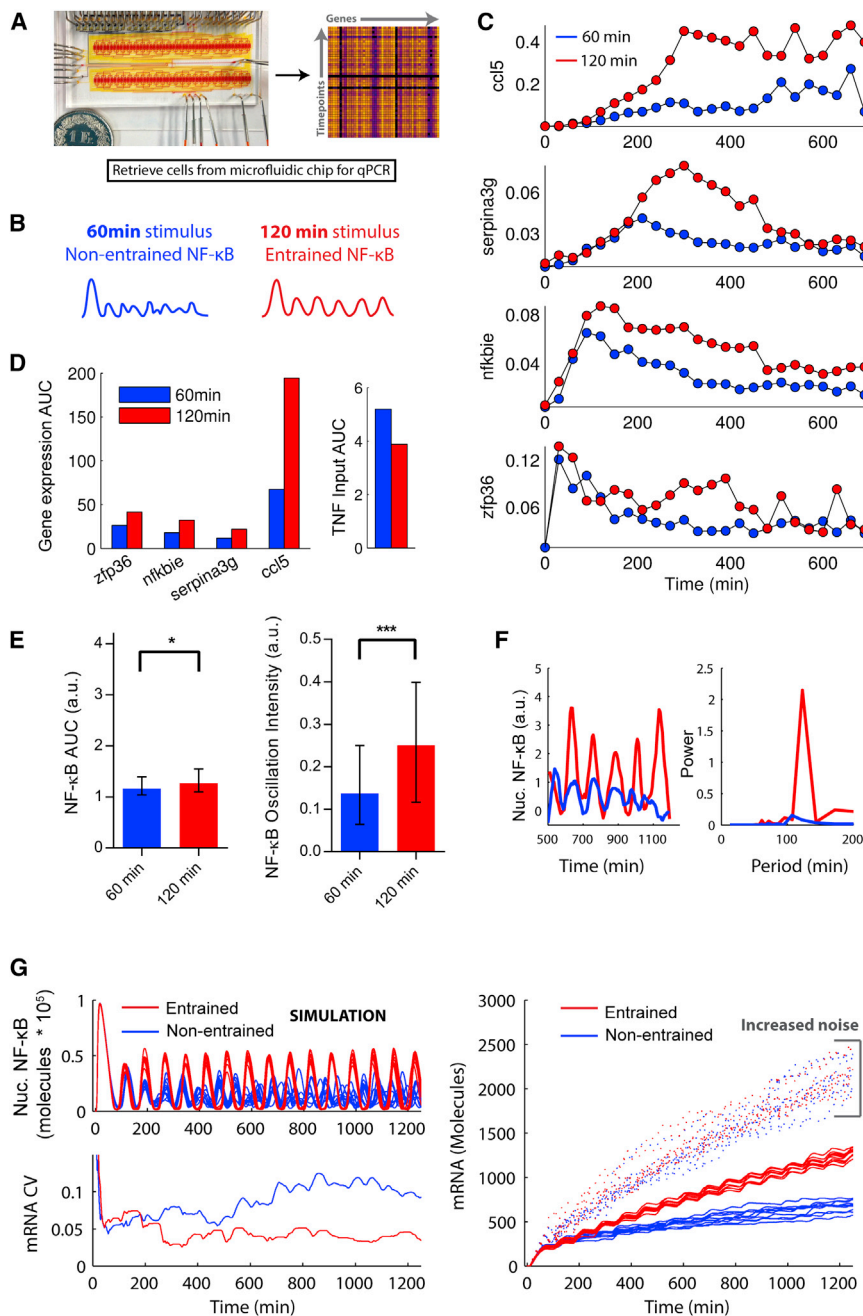 A
Genes
Timepoints
Retrieve cells from microfluidic chip for qPCR
B
60min stimulus
Non-entrained NF-κB
120 min stimulus
Entrained NF-κB
C
60 min
120 min
ccl5
0.4
0.2
0 200 400 600
serpina3g
0.06
0.03
0 200 400 600
nfkbie
0.08
0.04
0 200 400 600
zfp36
0.12
0.06
0 200 400 600
Time (min)
D
Gene expression AUC
200
150
100
50
0
60min
120min
zfp36
nfkbie
serpina3g
ccl5
TNF Input AUC
6
4
2
0
E
NF-κB AUC (a.u.)
4
3
2
1
0
*
60 min
120 min
NF-κB Oscillation Intensity (a.u.)
0.5
0.4
0.3
0.2
0.1
0.0
***
60 min
120 min
F
Nuc. NF-κB (a.u.)
5
4
3
2
1
0
500 700 900 1100
Time (min)
Power
2.5
2
1.5
1
0.5
0
0 100 200
Period (min)
G
Entrained
Non-entrained
SIMULATION
Nuc. NF-κB
(molecules * 10⁵)
1
0.5
0
0 200 400 600 800 1000 1200
mRNA CV
0.1
0.05
0
0 200 400 600 800 1000 1200
Time (min)
Entrained
Non-entrained
Increased noise
mRNA (Molecules)
3000
2500
2000
1500
1000
500
0
0 200 400 600 800 1000 1200
Time (min)